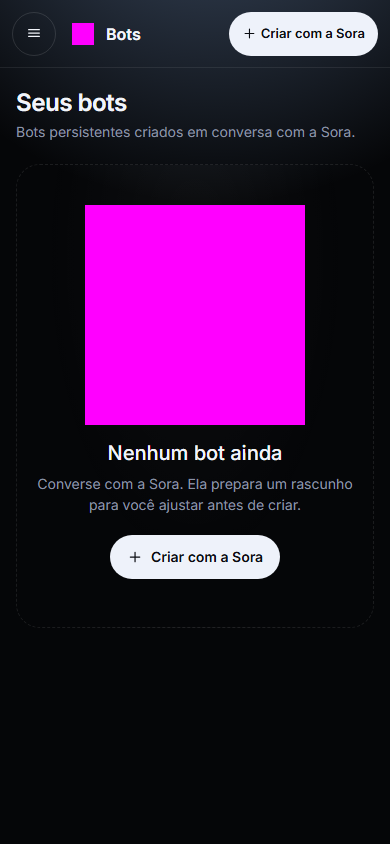 Bots
Criar com a Sora
Seus bots
Bots persistentes criados em conversa com a Sora.
Nenhum bot ainda
Converse com a Sora. Ela prepara um rascunho
para você ajustar antes de criar.
Criar com a Sora